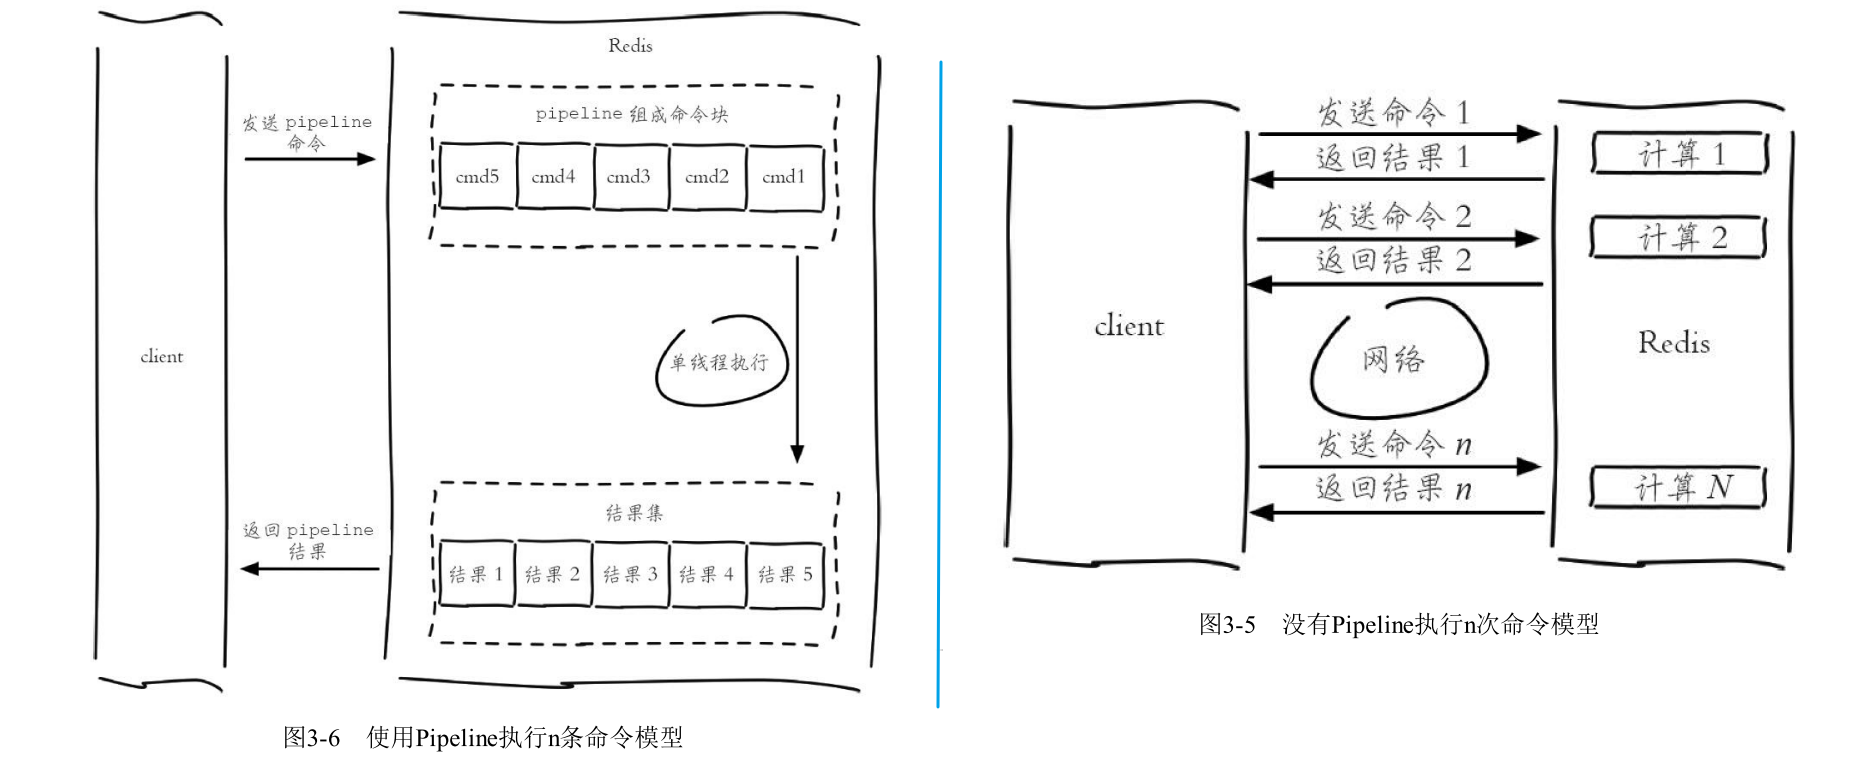 Redis
pipeline 组成命令块
发送 pipeline
命令
cmd5 cmd4 cmd3 cmd2 cmd1
client
单线程执行
结果集
返回 pipeline
结果
结果 1 结果 2 结果 3 结果 4 结果 5
图3-6 使用Pipeline执行n条命令模型
发送命令 1
返回结果 1
计算 1
发送命令 2
返回结果 2
计算 2
client
网络
Redis
发送命令 n
返回结果 n
计算 N
图3-5 没有Pipeline执行n次命令模型